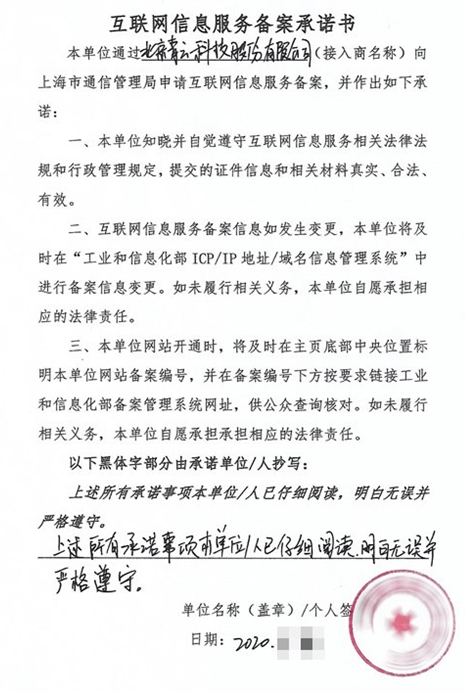 互联网信息服务备案承诺书
本单位通过北京青云科技股份有限公司(接入商名称)向
上海市通信管理局申请互联网信息服务备案，并作出如下承
诺：
一、本单位知晓并自觉遵守互联网信息服务相关法律法
规和行政管理规定，提交的证件信息和相关材料真实、合法、
有效。
二、互联网信息服务备案信息如发生变更，本单位将及
时在“工业和信息化部 ICP/IP 地址/域名信息管理系统”中
进行备案信息变更。如未履行相关义务，本单位自愿承担相
应的法律责任。
三、本单位网站开通时，将及时在主页底部中央位置标
明本单位网站备案编号，并在备案编号下方按要求链接工业
和信息化部备案管理系统网址，供公众查询核对。如未履行
相关义务，本单位自愿承担承担相应的法律责任。
以下黑体字部分由承诺单位/人抄写：
上述所有承诺事项本单位/人已仔细阅读，明白无误并
严格遵守。
上述所有承诺事项本单位/人已仔细阅读，明白无误并
严格遵守。
单位名称（盖章）/个人签
日期：2020.